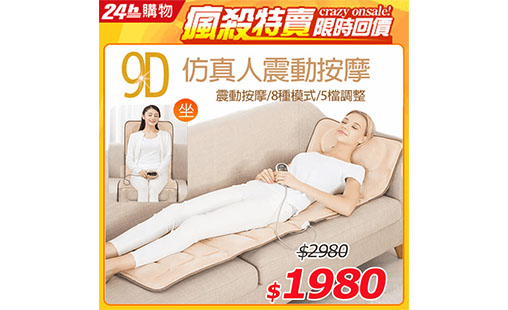 24h購物
瘋殺特賣
crazy onsale!
限時回價
9D 仿真人震動按摩
震動按摩/8種模式/5檔調整
坐
$2980
$1980